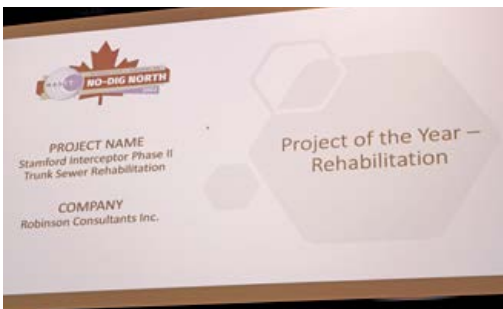 NO-DIG NORTH
PROJECT NAME
Stamford Interceptor Phase II
Trunk Sewer Rehabilitation
COMPANY
Robinson Consultants Inc.
Project of the Year –
Rehabilitation